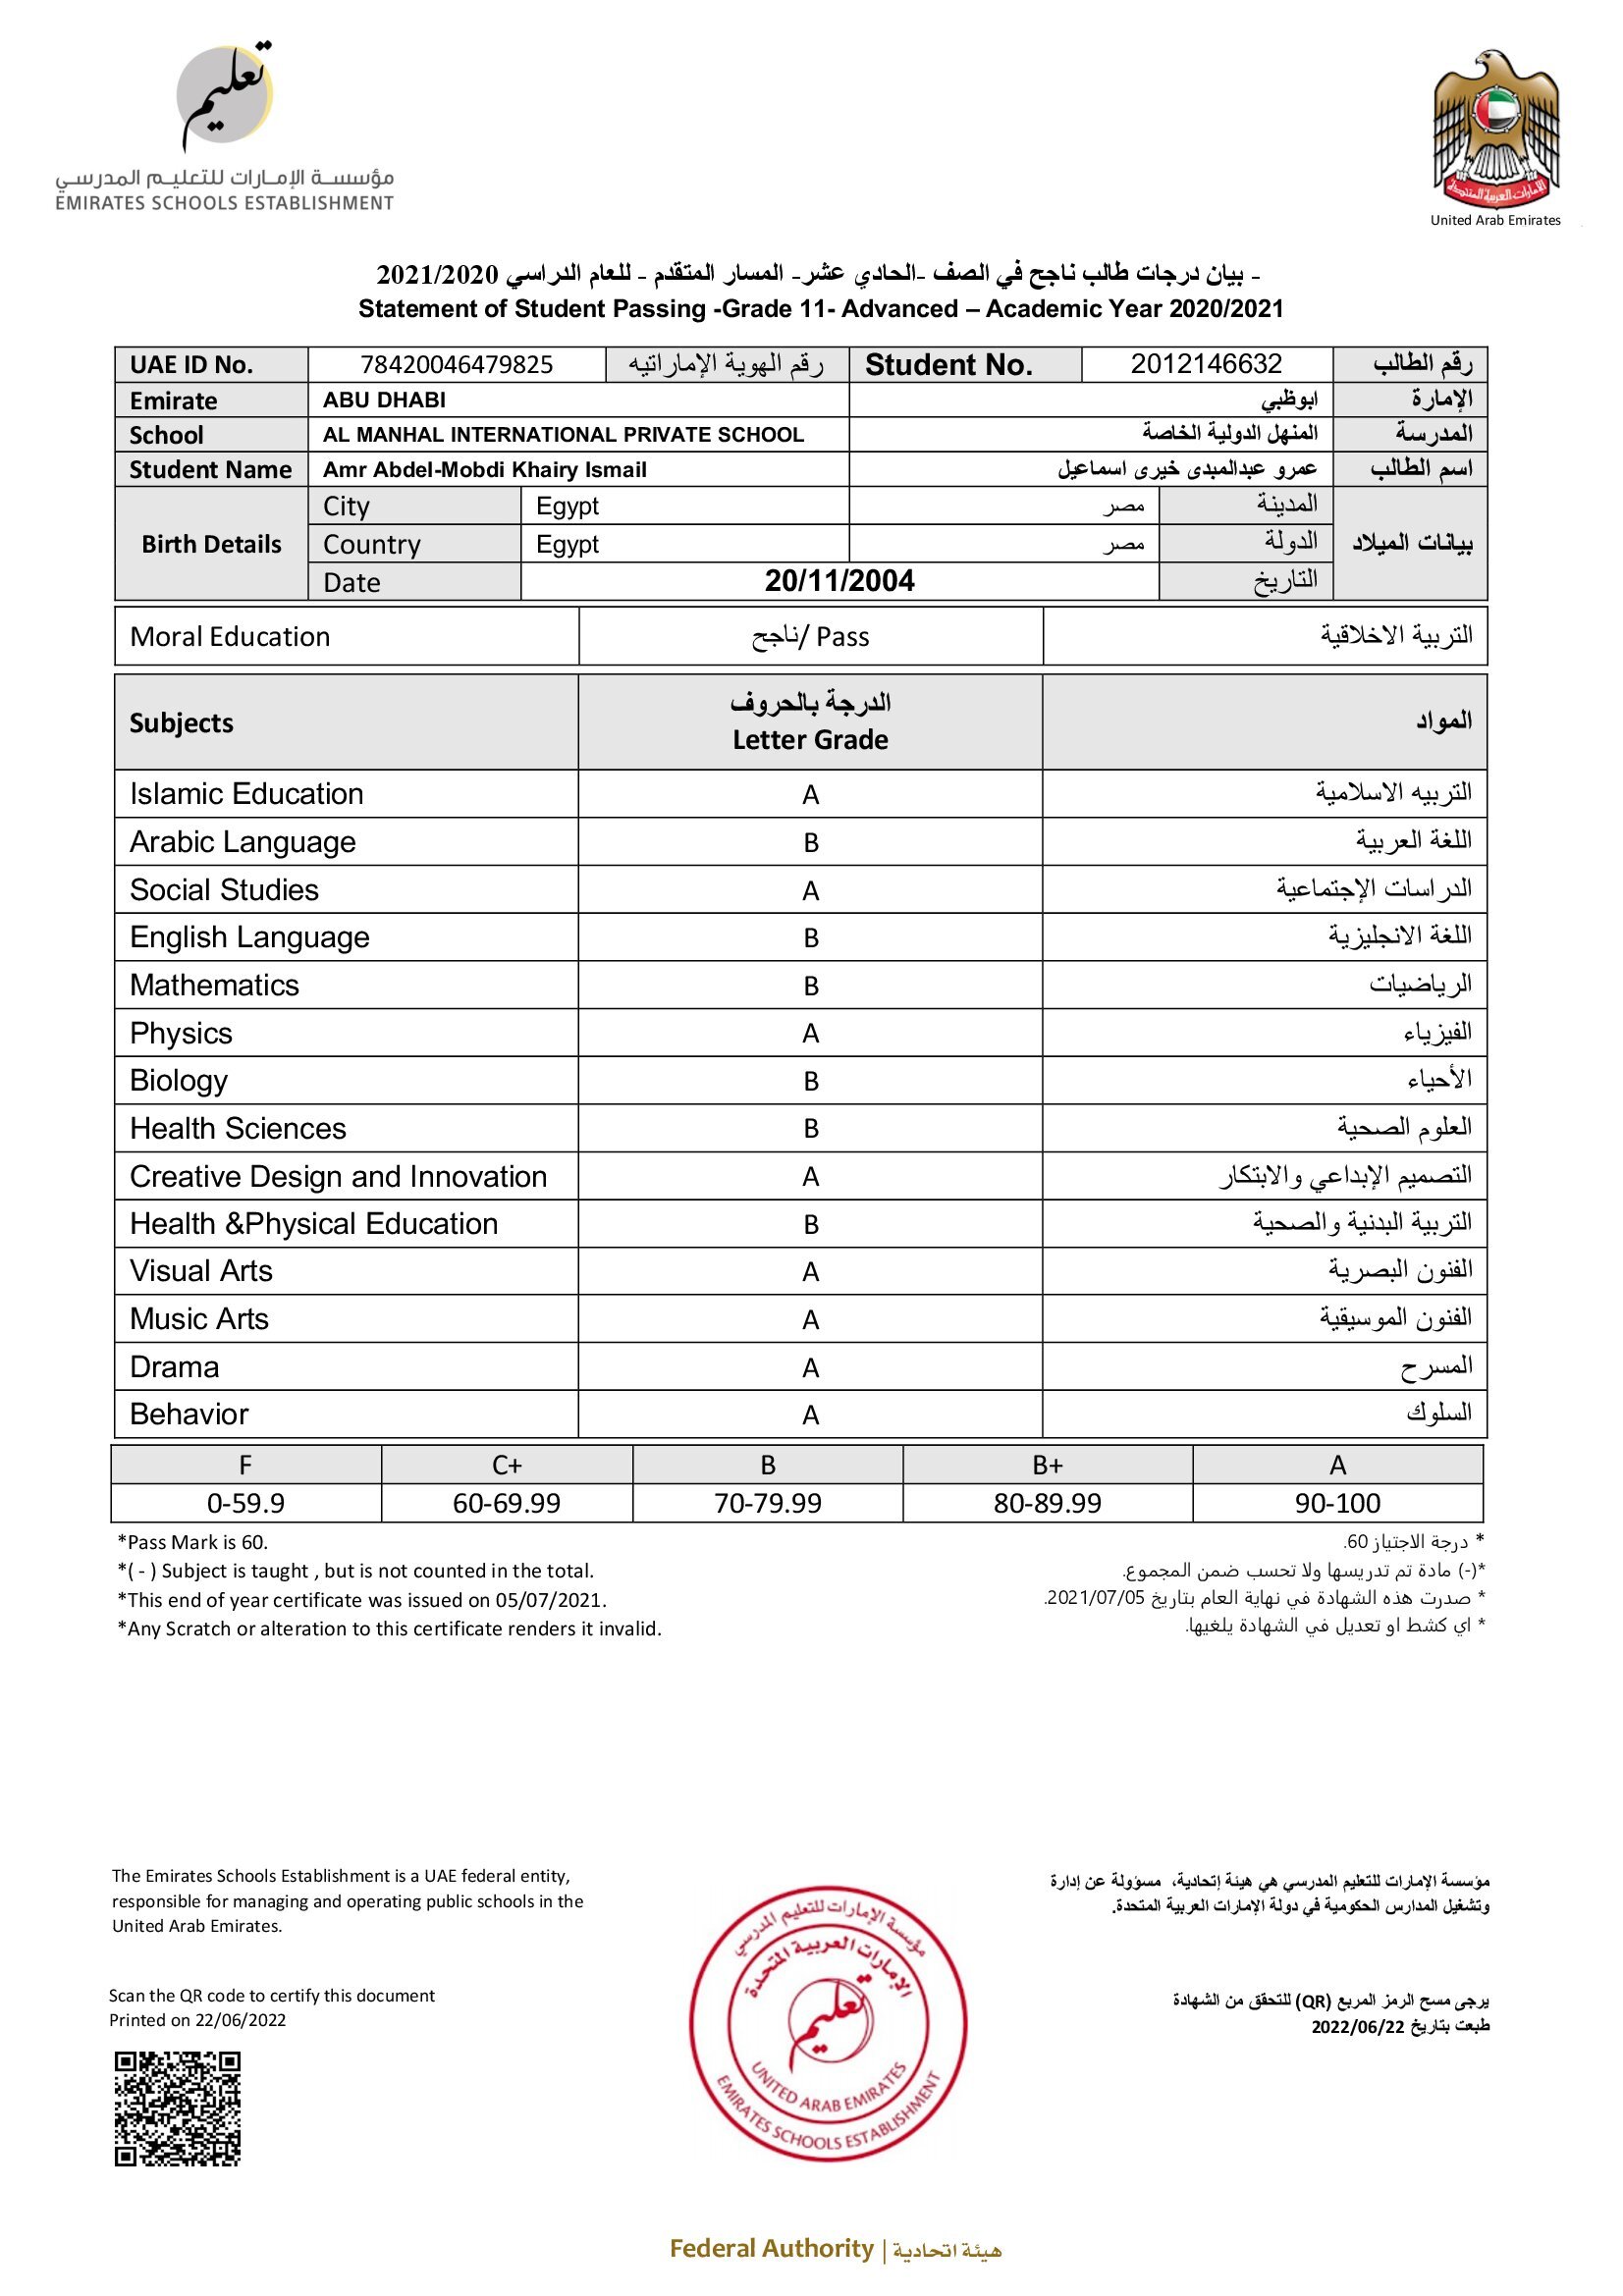 تعليم
مؤسسة الإمارات للتعليم المدرسي
EMIRATES SCHOOLS ESTABLISHMENT
الإمارات العربية المتحدة
United Arab Emirates
- بيان درجات طالب ناجح في الصف -الحادي عشر- المسار المتقدم - للعام الدراسي 2021/2020
Statement of Student Passing -Grade 11- Advanced – Academic Year 2020/2021
UAE ID No. 78420046479825 رقم الهوية الإماراتيه Student No. 2012146632 رقم الطالب
Emirate ABU DHABI ابوظبي الإمارة
School AL MANHAL INTERNATIONAL PRIVATE SCHOOL المنهل الدولية الخاصة المدرسة
Student Name Amr Abdel-Mobdi Khairy Ismail عمرو عبدالمبدى خيرى اسماعيل اسم الطالب
Birth Details City Egypt مصر المدينة بيانات الميلاد
Country Egypt مصر الدولة
Date 20/11/2004 التاريخ
Moral Education ناجح/ Pass التربية الاخلاقية
Subjects الدرجة بالحروف المواد
Letter Grade
Islamic Education A التربيه الاسلامية
Arabic Language B اللغة العربية
Social Studies A الدراسات الإجتماعية
English Language B اللغة الانجليزية
Mathematics B الرياضيات
Physics A الفيزياء
Biology B الأحياء
Health Sciences B العلوم الصحية
Creative Design and Innovation A التصميم الإبداعي والابتكار
Health &Physical Education B التربية البدنية والصحية
Visual Arts A الفنون البصرية
Music Arts A الفنون الموسيقية
Drama A المسرح
Behavior A السلوك
F C+ B B+ A
0-59.9 60-69.99 70-79.99 80-89.99 90-100
*Pass Mark is 60. * درجة الاجتياز 60.
*( - ) Subject is taught , but is not counted in the total. *(-) مادة تم تدريسها ولا تحسب ضمن المجموع.
*This end of year certificate was issued on 05/07/2021. * صدرت هذه الشهادة في نهاية العام بتاريخ 2021/07/05.
*Any Scratch or alteration to this certificate renders it invalid. * اي كشط او تعديل في الشهادة يلغيها.
The Emirates Schools Establishment is a UAE federal entity,
responsible for managing and operating public schools in the
United Arab Emirates.
مؤسسة الإمارات للتعليم المدرسي هي هيئة إتحادية، مسؤولة عن إدارة
وتشغيل المدارس الحكومية في دولة الإمارات العربية المتحدة.
Scan the QR code to certify this document
Printed on 22/06/2022
يرجى مسح الرمز المربع (QR) للتحقق من الشهادة
طبعت بتاريخ 2022/06/22
مؤسسة الإمارات للتعليم المدرسي
الإمارات العربية المتحدة
تعليم
UNITED ARAB EMIRATES
EMIRATES SCHOOLS ESTABLISHMENT
Federal Authority | هيئة اتحادية